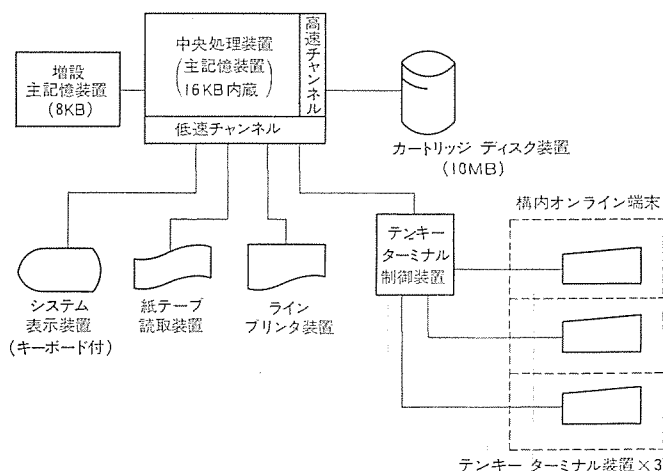 中央処理装置
(主記憶装置
16KB内蔵)
高速チャンネル
低速チャンネル
増設
主記憶装置
(8KB)
カートリッジ ディスク装置
(10MB)
構内オンライン端末
テンキー
ターミナル
制御装置
システム
表示装置
(キーボード付)
紙テープ
読取装置
ライン
プリンタ装置
テンキー ターミナル装置×3